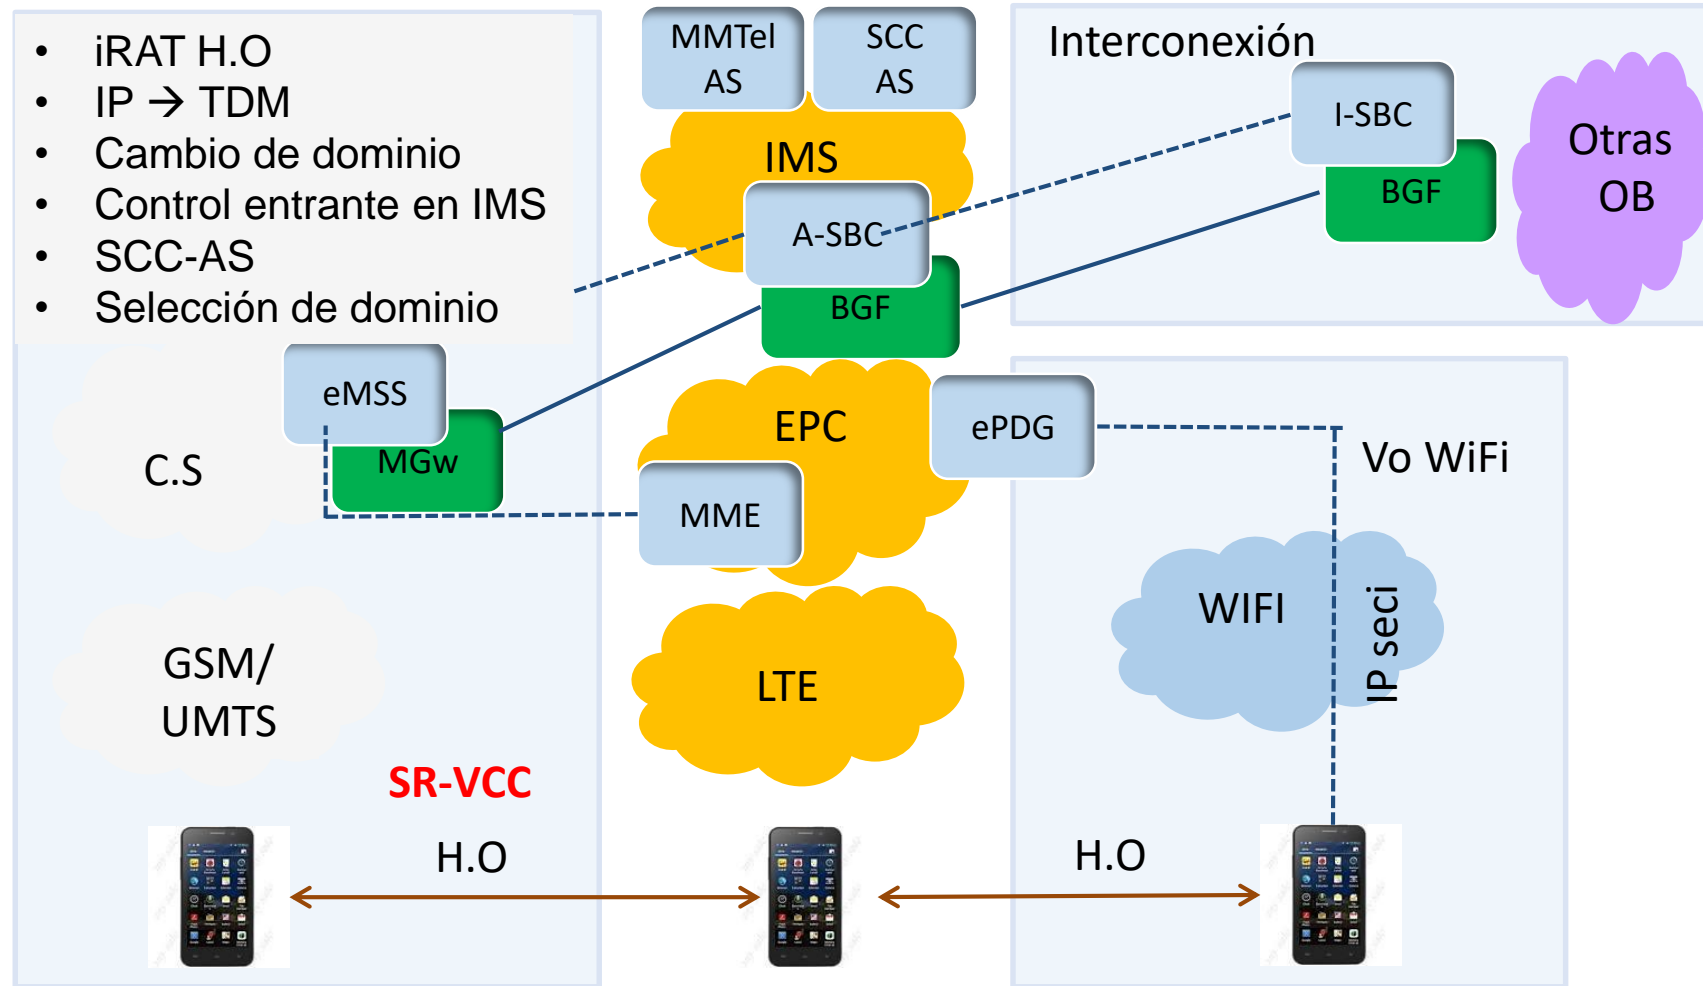 • iRAT H.O
• IP → TDM
• Cambio de dominio
• Control entrante en IMS
• SCC-AS
• Selección de dominio
MMTel
AS
SCC
AS
IMS
A-SBC
BGF
Interconexión
I-SBC
BGF
Otras
OB
eMSS
MGw
C.S
EPC
ePDG
MME
Vo WiFi
WIFI
IP seci
GSM/
UMTS
LTE
SR-VCC
H.O
H.O